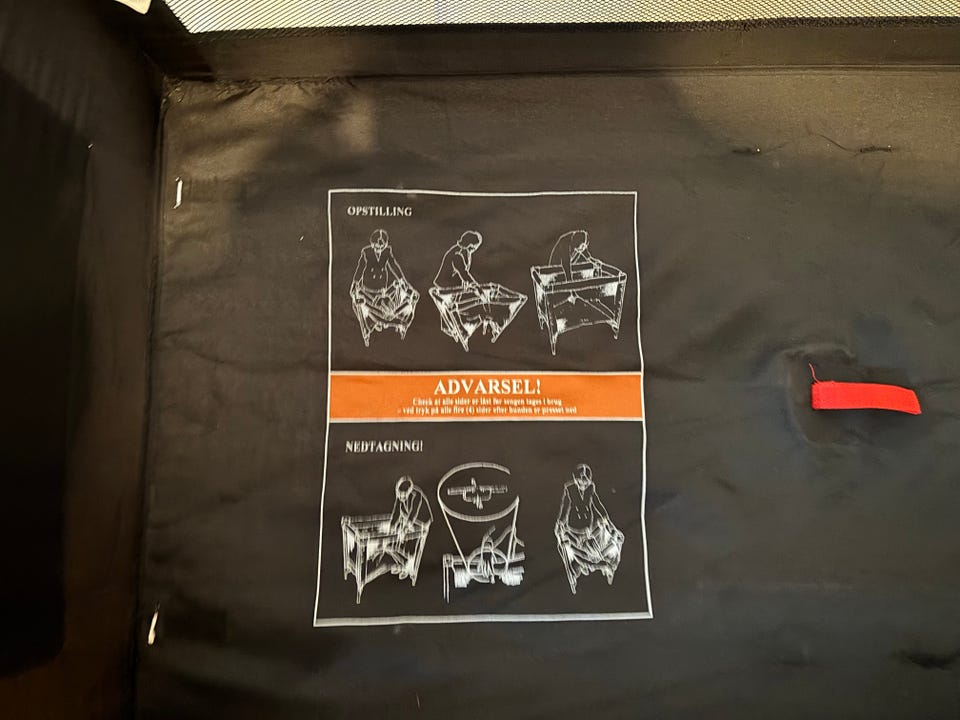 OPSTILLING
ADVARSEL!
Check at alle sider er låst før sengen tages i brug
- ved tryk på alle fire (4) sider efter bunden er presset ned
NEDTAGNING!